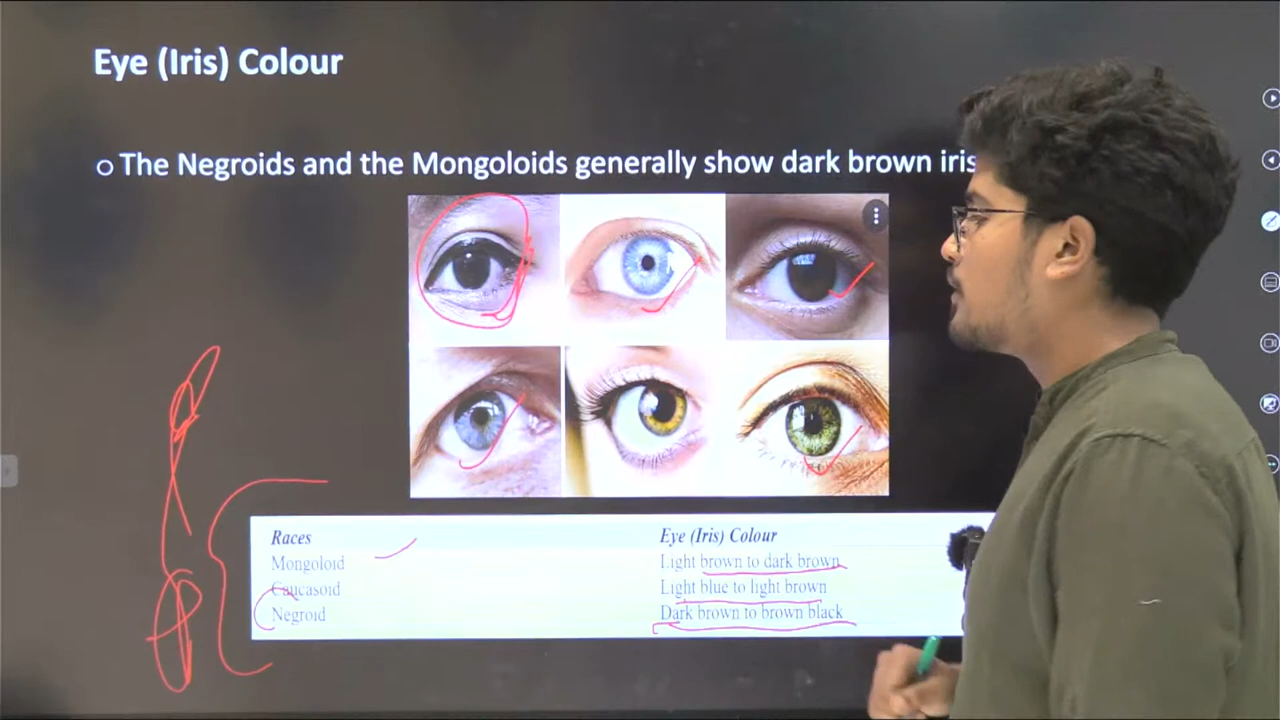 Eye (Iris) Colour
The Negroids and the Mongoloids generally show dark brown iris
Races Eye (Iris) Colour
Mongoloid Light brown to dark brown
Caucasoid Light blue to light brown
Negroid Dark brown to brown black